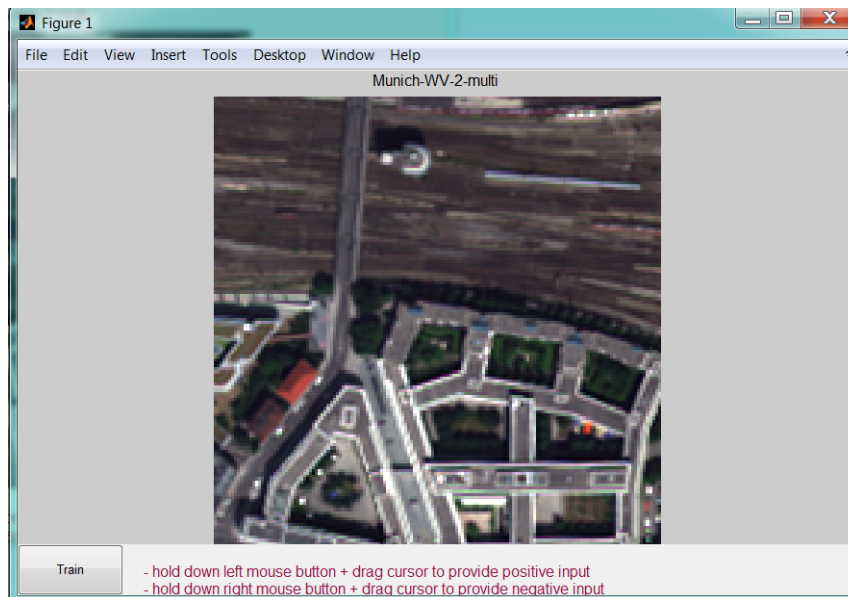 Figure 1
File Edit View Insert Tools Desktop Window Help
Munich-WV-2-multi
Train
- hold down left mouse button + drag cursor to provide positive input
- hold down right mouse button + drag cursor to provide negative input